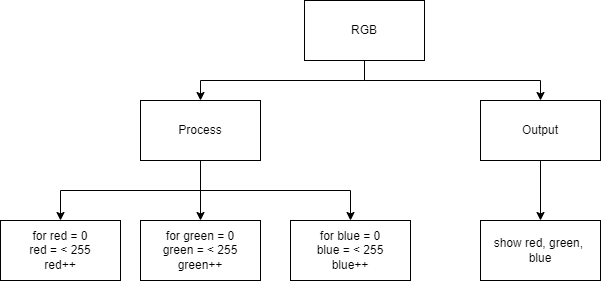 RGB
Process
Output
for red = 0
red = < 255
red++
for green = 0
green = < 255
green++
for blue = 0
blue = < 255
blue++
show red, green,
blue